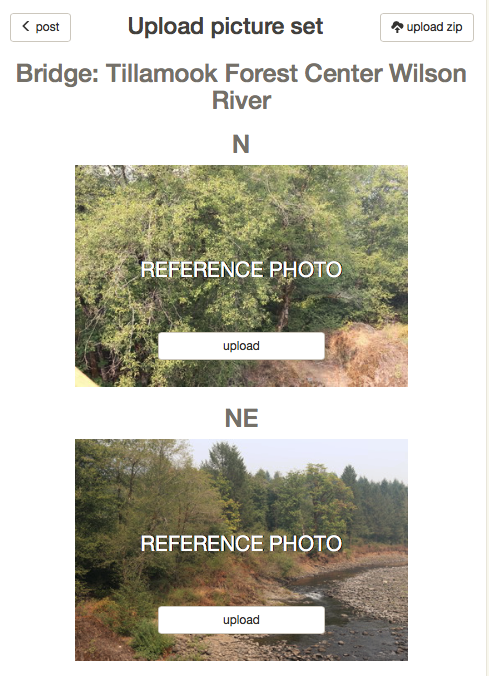 post
Upload picture set
upload zip
Bridge: Tillamook Forest Center Wilson
River
N
REFERENCE PHOTO
upload
NE
REFERENCE PHOTO
upload